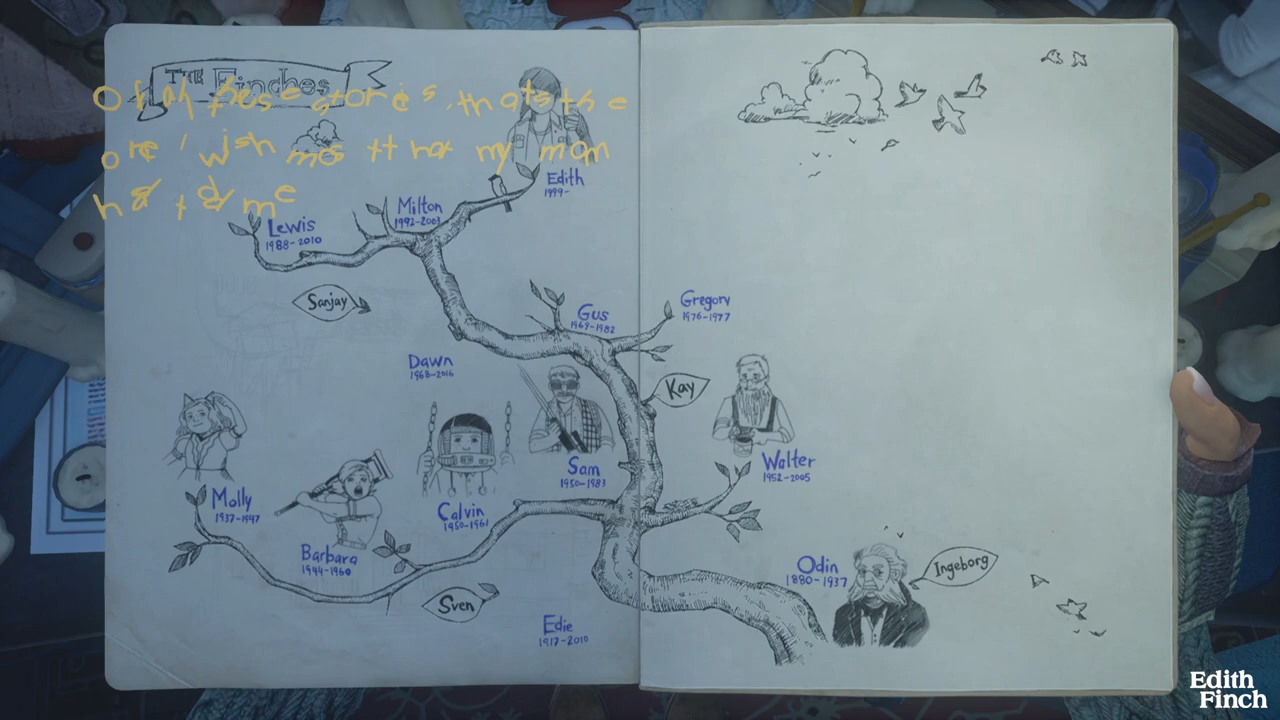 THE Finches
Of all these stories, that's the
one I wish most that my mom
had told me
Edith
1999-
Milton
1992-2003
Lewis
1988-2010
Sanjay
Gus
1969-1982
Gregory
1976-1977
Dawn
1968-2016
Kay
Sam
1950-1983
Walter
1952-2005
Molly
1937-1947
Calvin
1950-1961
Barbara
1944-1960
Sven
Odin
1880-1937
Ingeborg
Edie
1917-2010
Edith
Finch